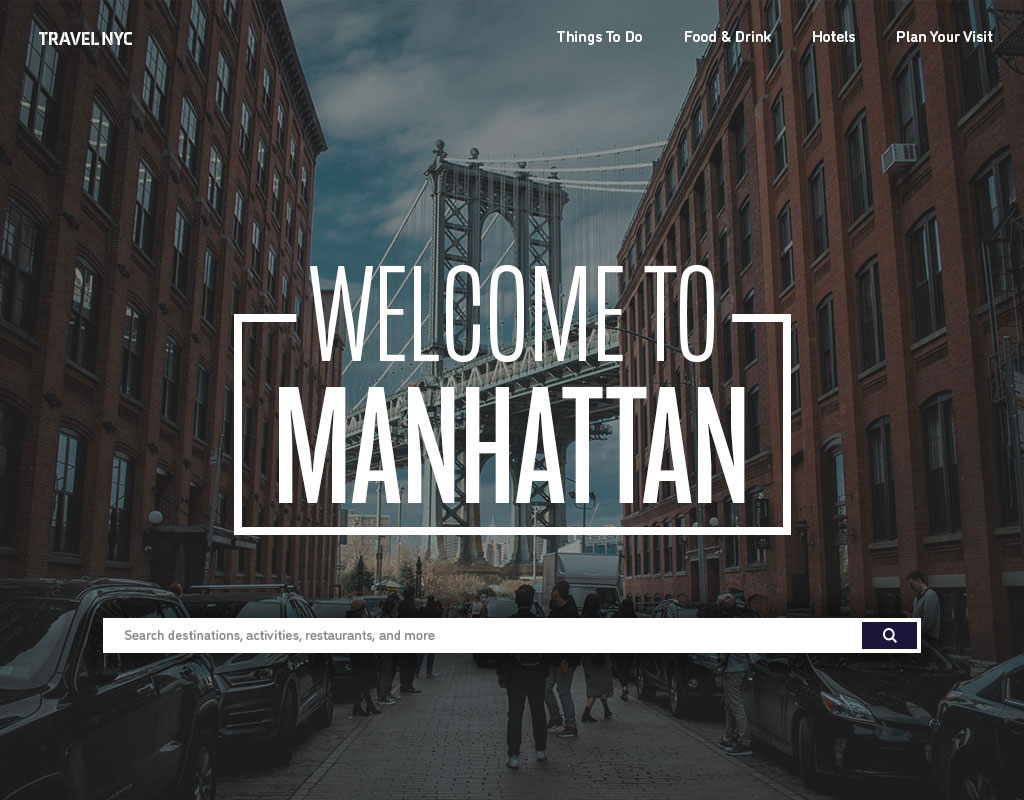 TRAVEL NYC
Things To Do
Food & Drink
Hotels
Plan Your Visit
WELCOME TO
MANHATTAN
Search destinations, activities, restaurants, and more